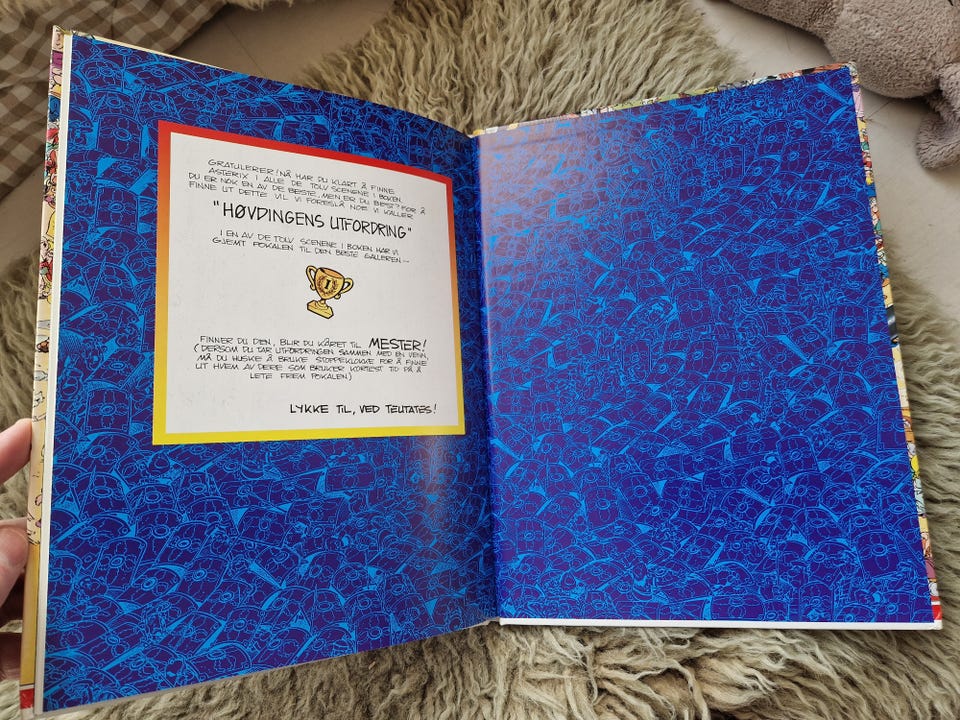 GRATULERER! NÅ HAR DU KLART Å FINNE
ASTERIX I ALLE DE TOLV SCENENE I BOKEN.
DU ER NOK EN AV DE BESTE, MEN ER DU BEST? FOR Å
FINNE UT DETTE VIL VI FORESLÅ NOE VI KALLER
"HØVDINGENS UTFORDRING"
I EN AV DE TOLV SCENENE I BOKEN HAR VI
GJEMT POKALEN TIL DEN BESTE GALLEREN...
I
FINNER DU DEN, BLIR DU KÅRET TIL MESTER!
(DERSOM DU TAR UTFORDRINGEN SAMMEN MED EN VENN,
MÅ DU HUSKE Å BRUKE STOPPEKLOKKE FOR Å FINNE
UT HVEM AV DERE SOM BRUKER KORTEST TID PÅ Å
LETE FREM POKALEN)
LYKKE TIL, VED TEUTATES!